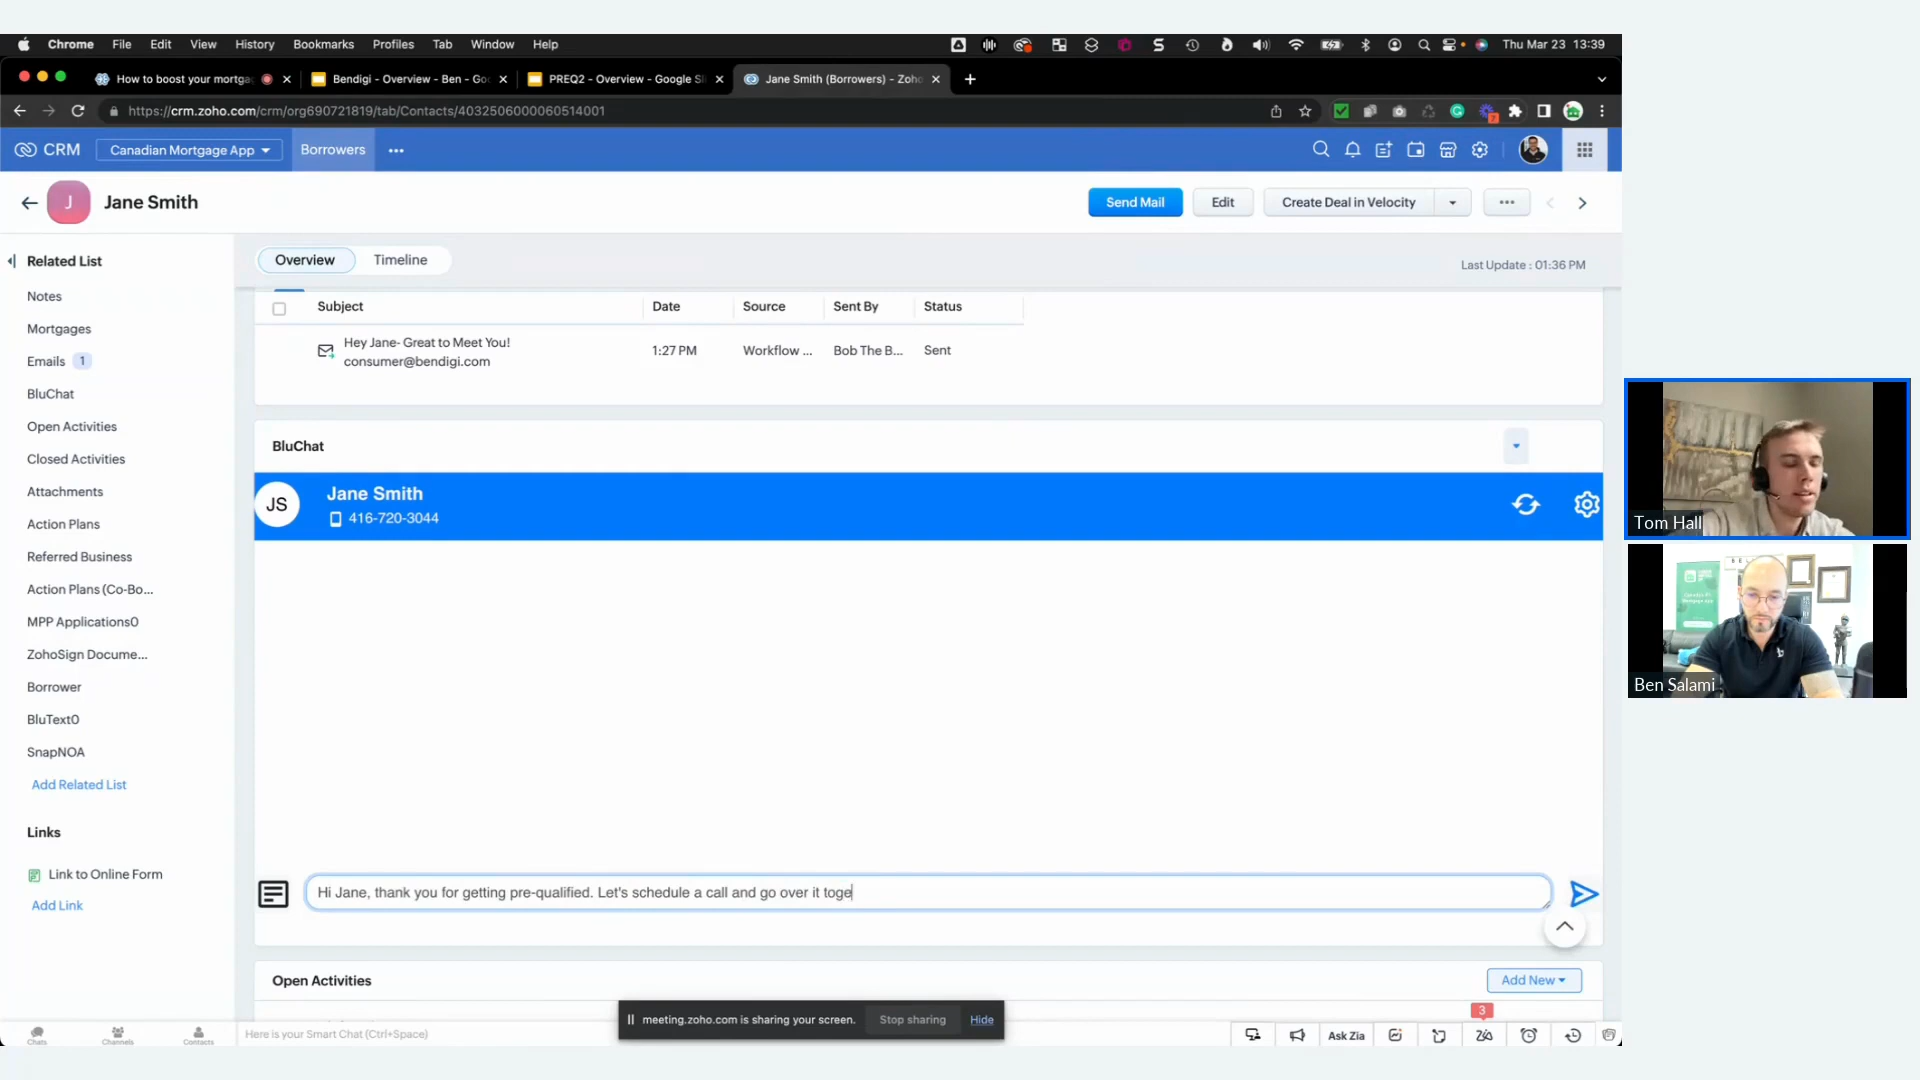 Chrome File Edit View History Bookmarks Profiles Tab Window Help
Thu Mar 23 13:39
How to boost your mortga
Bendigi - Overview - Ben - Go
PREQ2 - Overview - Google Sl
Jane Smith (Borrowers) - Zoho
https://crm.zoho.com/crm/org690721819/tab/Contacts/4032506000060514001
7
CRM
Canadian Mortgage App
Borrowers
J
Jane Smith
Send Mail
Edit
Create Deal in Velocity
Related List
Notes
Mortgages
Emails 1
BluChat
Open Activities
Closed Activities
Attachments
Action Plans
Referred Business
Action Plans (Co-Bo...
MPP Applications0
ZohoSign Docume...
Borrower
BluText0
SnapNOA
Add Related List
Links
Link to Online Form
Add Link
Overview
Timeline
Last Update : 01:36 PM
Subject Date Source Sent By Status
Hey Jane- Great to Meet You!
consumer@bendigi.com
1:27 PM Workflow ... Bob The B... Sent
BluChat
JS
Jane Smith
416-720-3044
Hi Jane, thank you for getting pre-qualified. Let's schedule a call and go over it toge
Open Activities
Add New
3
meeting.zoho.com is sharing your screen.
Stop sharing
Hide
Chats
Channels
Contacts
Here is your Smart Chat (Ctrl+Space)
Ask Zia
Tom Hall
Ben Salami